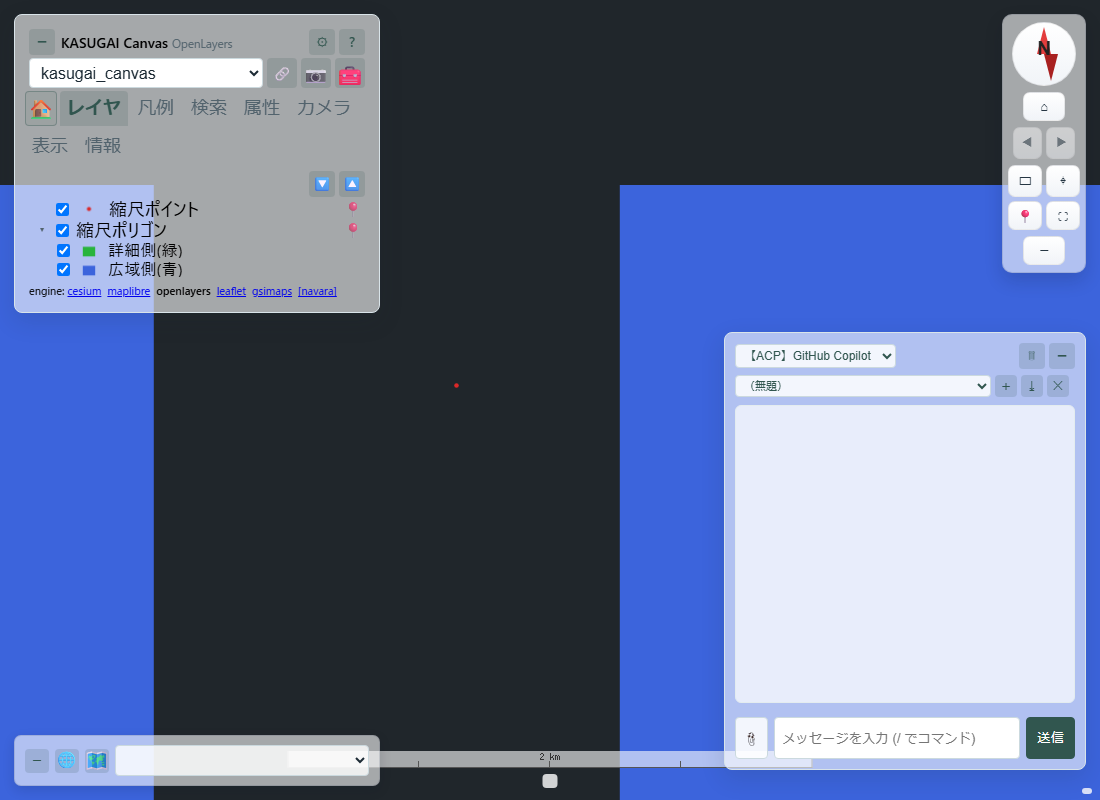 KASUGAI Canvas OpenLayers
?
kasugai_canvas
レイヤ 凡例 検索 属性 カメラ
表示 情報
縮尺ポイント
縮尺ポリゴン
詳細側(緑)
広域側(青)
engine: cesium maplibre openlayers leaflet gsimaps [navara]
N
【ACP】GitHub Copilot
（無題）
メッセージを入力 (/ でコマンド)
送信
2 km